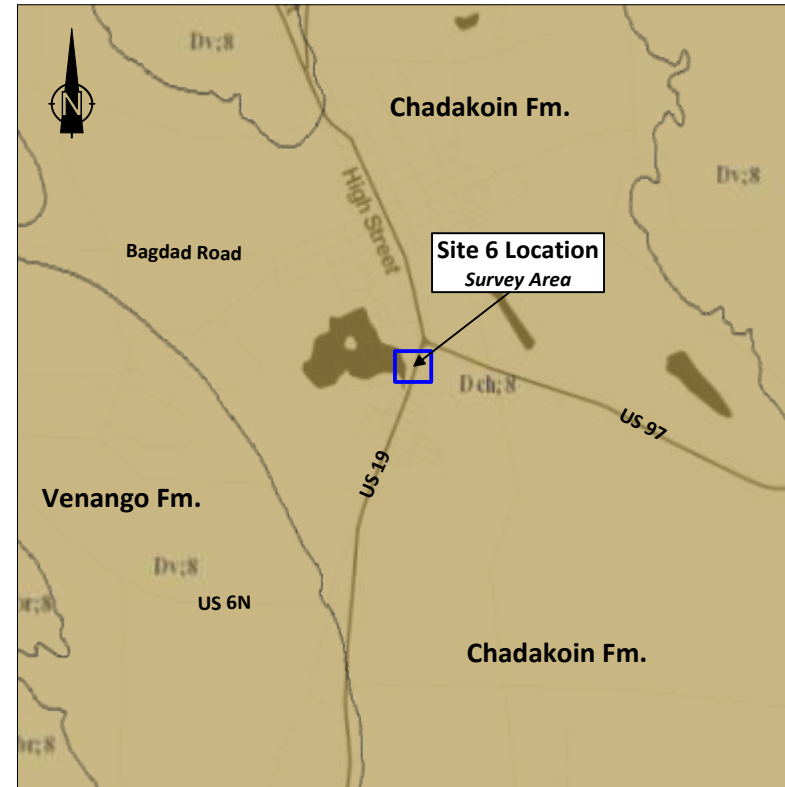 Dv;8
N
Chadakoin Fm.
Dv;8
High Street
Bagdad Road
Site 6 Location
Survey Area
Dch;8
US 97
US 19
Venango Fm.
Dv;8
US 6N
Chadakoin Fm.